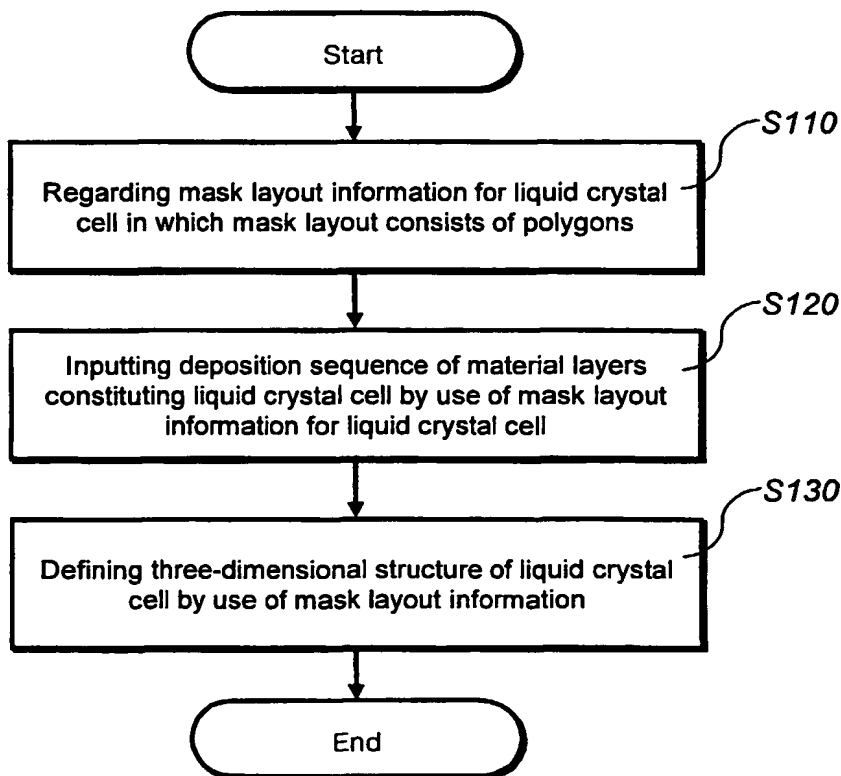 Start
S110
Regarding mask layout information for liquid crystal
cell in which mask layout consists of polygons
S120
Inputting deposition sequence of material layers
constituting liquid crystal cell by use of mask layout
information for liquid crystal cell
S130
Defining three-dimensional structure of liquid crystal
cell by use of mask layout information
End